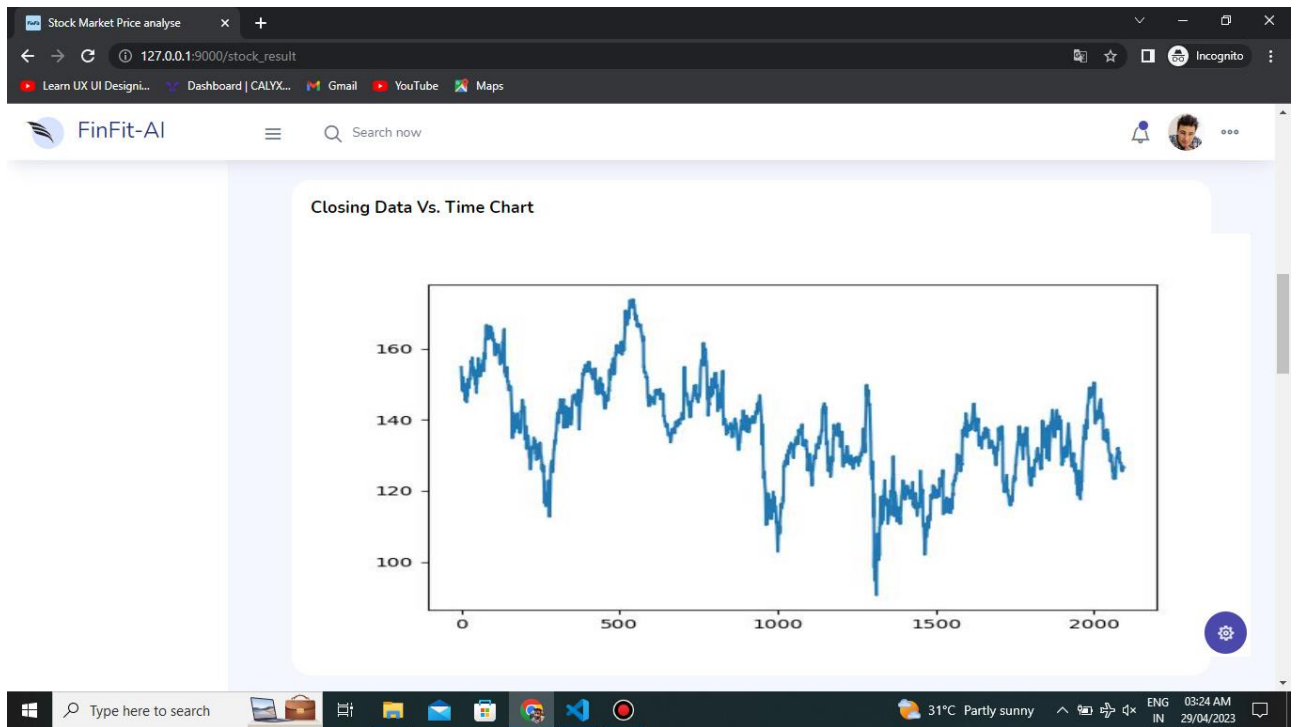 Stock Market Price analyse
127.0.0.1:9000/stock_result
Incognito
Learn UX UI Designi... Dashboard | CALYX... Gmail YouTube Maps
FinFit-AI Search now
Closing Data Vs. Time Chart
160
140
120
100
0 500 1000 1500 2000
Type here to search 31°C Partly sunny ENG 03:24 AM
IN 29/04/2023